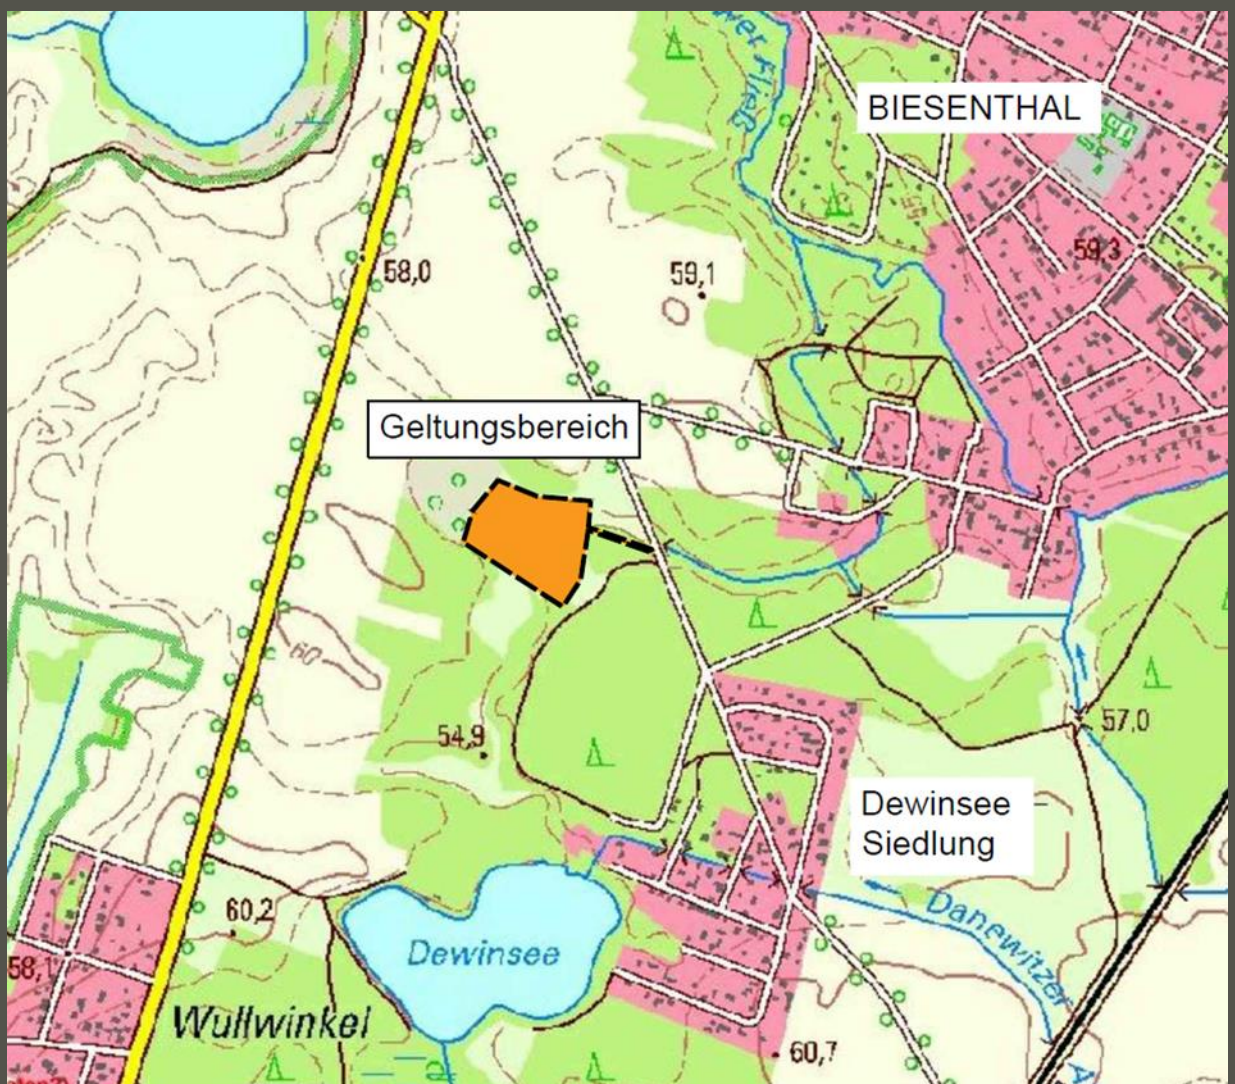 BIESENTHAL
58,0
59,1
59,3
Geltungsbereich
60
54,9
57,0
Dewinsee
Siedlung
60,2
58,1
Dewinsee
Danewitzer
Wullwinkel
60,7